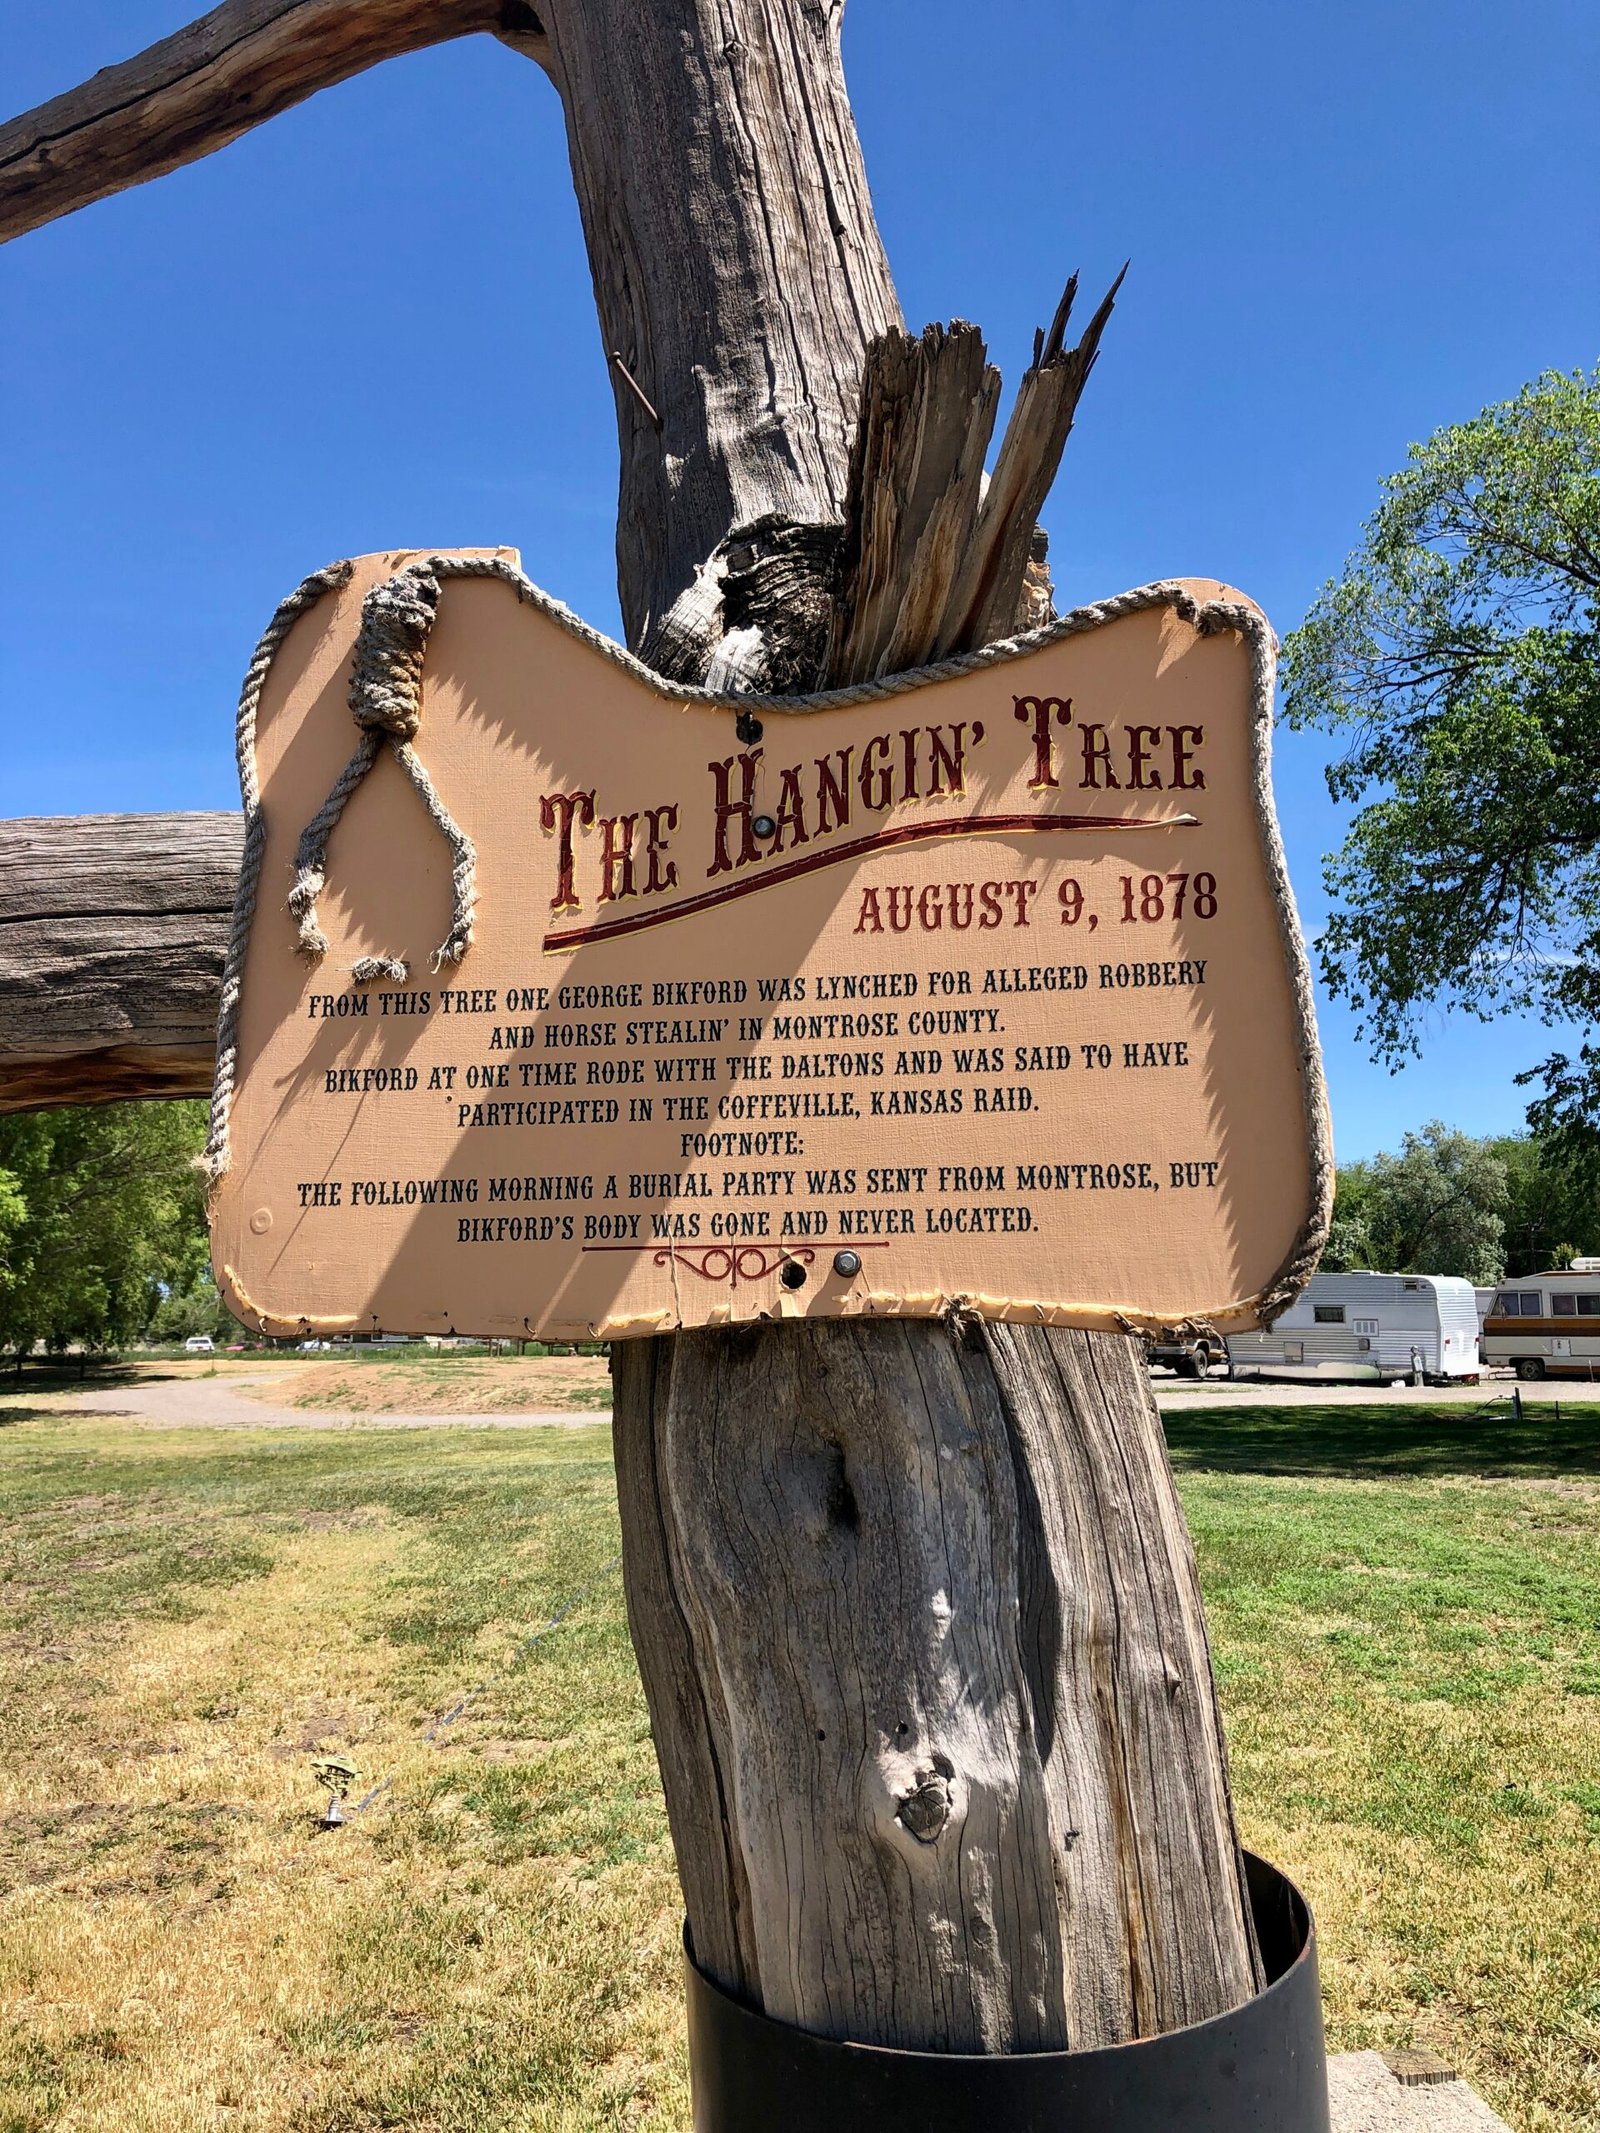 THE HANGIN' TREE
AUGUST 9, 1878
FROM THIS TREE ONE GEORGE BIKFORD WAS LYNCHED FOR ALLEGED ROBBERY
AND HORSE STEALIN' IN MONTROSE COUNTY.
BIKFORD AT ONE TIME RODE WITH THE DALTONS AND WAS SAID TO HAVE
PARTICIPATED IN THE COFFEVILLE, KANSAS RAID.
FOOTNOTE:
THE FOLLOWING MORNING A BURIAL PARTY WAS SENT FROM MONTROSE, BUT
BIKFORD'S BODY WAS GONE AND NEVER LOCATED.